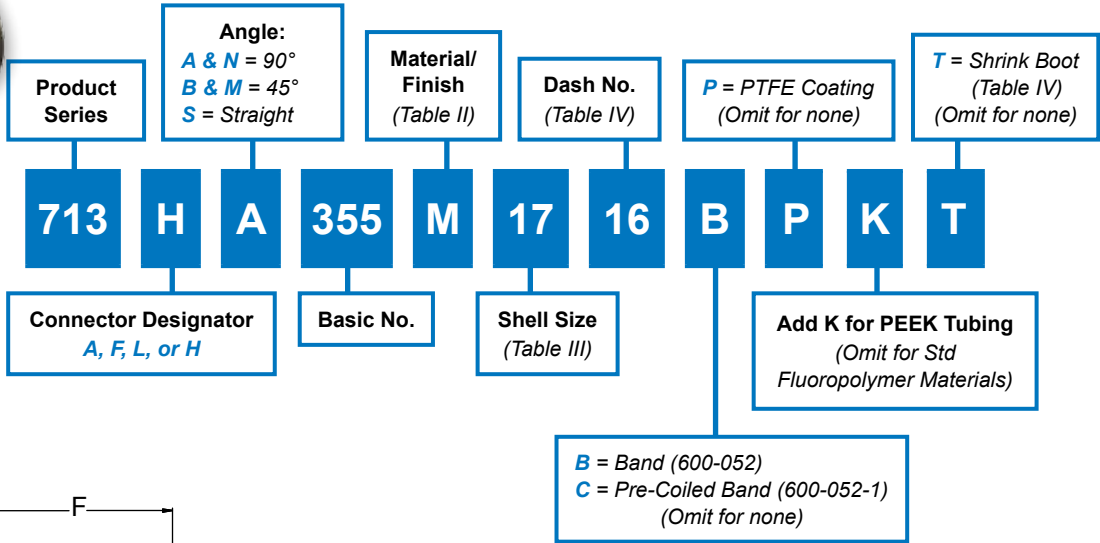 Product
Series
Angle:
A & N = 90°
B & M = 45°
S = Straight
Material/
Finish
(Table II)
Dash No.
(Table IV)
P = PTFE Coating
(Omit for none)
T = Shrink Boot
(Table IV)
(Omit for none)
713 H A 355 M 17 16 B P K T
Connector Designator
A, F, L, or H
Basic No.
Shell Size
(Table III)
Add K for PEEK Tubing
(Omit for Std
Fluoropolymer Materials)
B = Band (600-052)
C = Pre-Coiled Band (600-052-1)
(Omit for none)
F